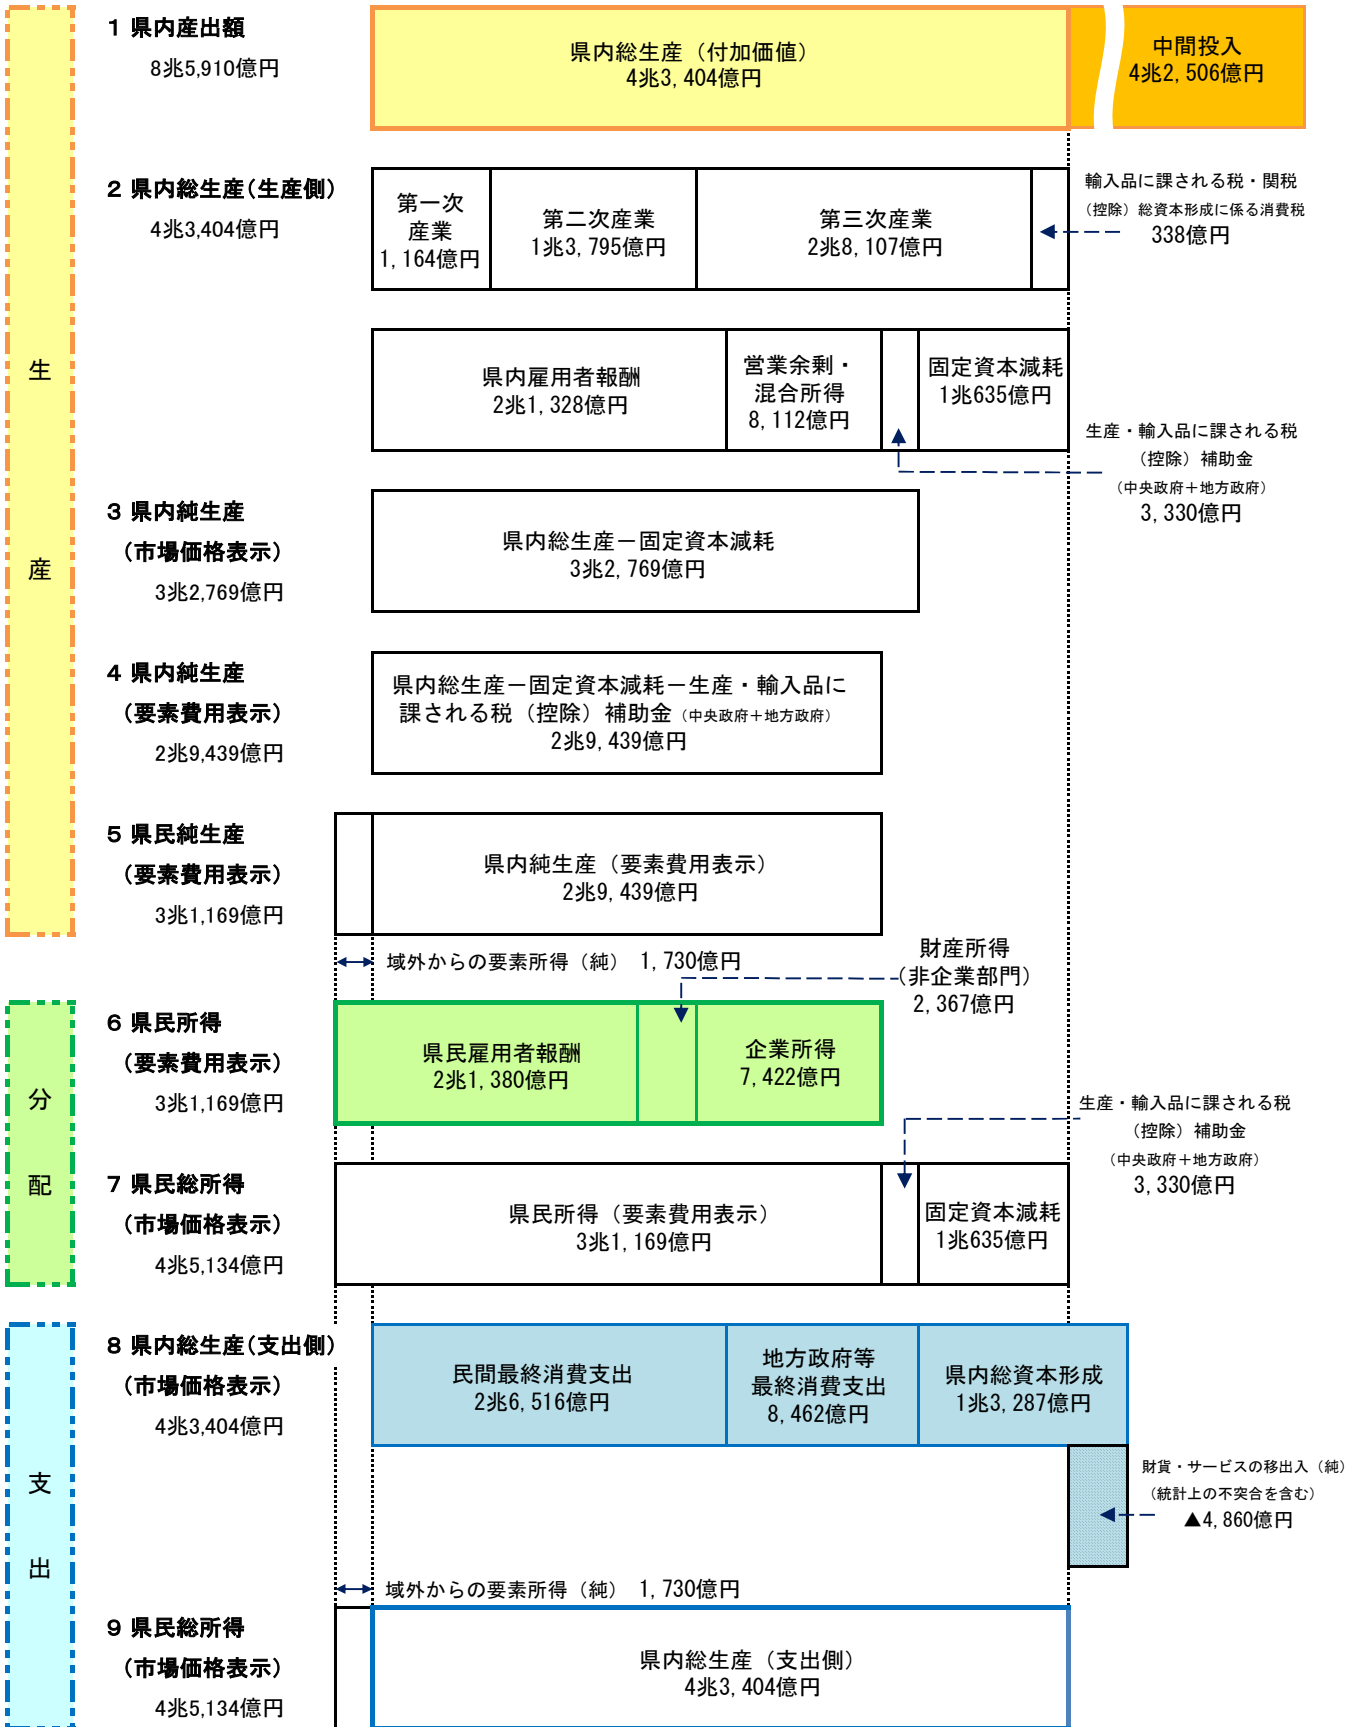 生
産
1 県内産出額
8兆5,910億円
県内総生産（付加価値）
4兆3,404億円
中間投入
4兆2,506億円
2 県内総生産(生産側)
4兆3,404億円
第一次
産業
1,164億円
第二次産業
1兆3,795億円
第三次産業
2兆8,107億円
輸入品に課される税・関税
（控除）総資本形成に係る消費税
338億円
県内雇用者報酬
2兆1,328億円
営業余剰・
混合所得
8,112億円
固定資本減耗
1兆635億円
生産・輸入品に課される税
（控除）補助金
（中央政府＋地方政府）
3,330億円
3 県内純生産
（市場価格表示）
3兆2,769億円
県内総生産－固定資本減耗
3兆2,769億円
4 県内純生産
（要素費用表示）
2兆9,439億円
県内総生産－固定資本減耗－生産・輸入品に
課される税（控除）補助金（中央政府＋地方政府）
2兆9,439億円
5 県民純生産
（要素費用表示）
3兆1,169億円
県内純生産（要素費用表示）
2兆9,439億円
域外からの要素所得（純） 1,730億円
財産所得
（非企業部門）
2,367億円
分
配
6 県民所得
（要素費用表示）
3兆1,169億円
県民雇用者報酬
2兆1,380億円
企業所得
7,422億円
生産・輸入品に課される税
（控除）補助金
（中央政府＋地方政府）
3,330億円
7 県民総所得
（市場価格表示）
4兆5,134億円
県民所得（要素費用表示）
3兆1,169億円
固定資本減耗
1兆635億円
支
出
8 県内総生産(支出側)
（市場価格表示）
4兆3,404億円
民間最終消費支出
2兆6,516億円
地方政府等
最終消費支出
8,462億円
県内総資本形成
1兆3,287億円
財貨・サービスの移出入（純）
（統計上の不突合を含む）
▲4,860億円
域外からの要素所得（純） 1,730億円
9 県民総所得
（市場価格表示）
4兆5,134億円
県内総生産（支出側）
4兆3,404億円